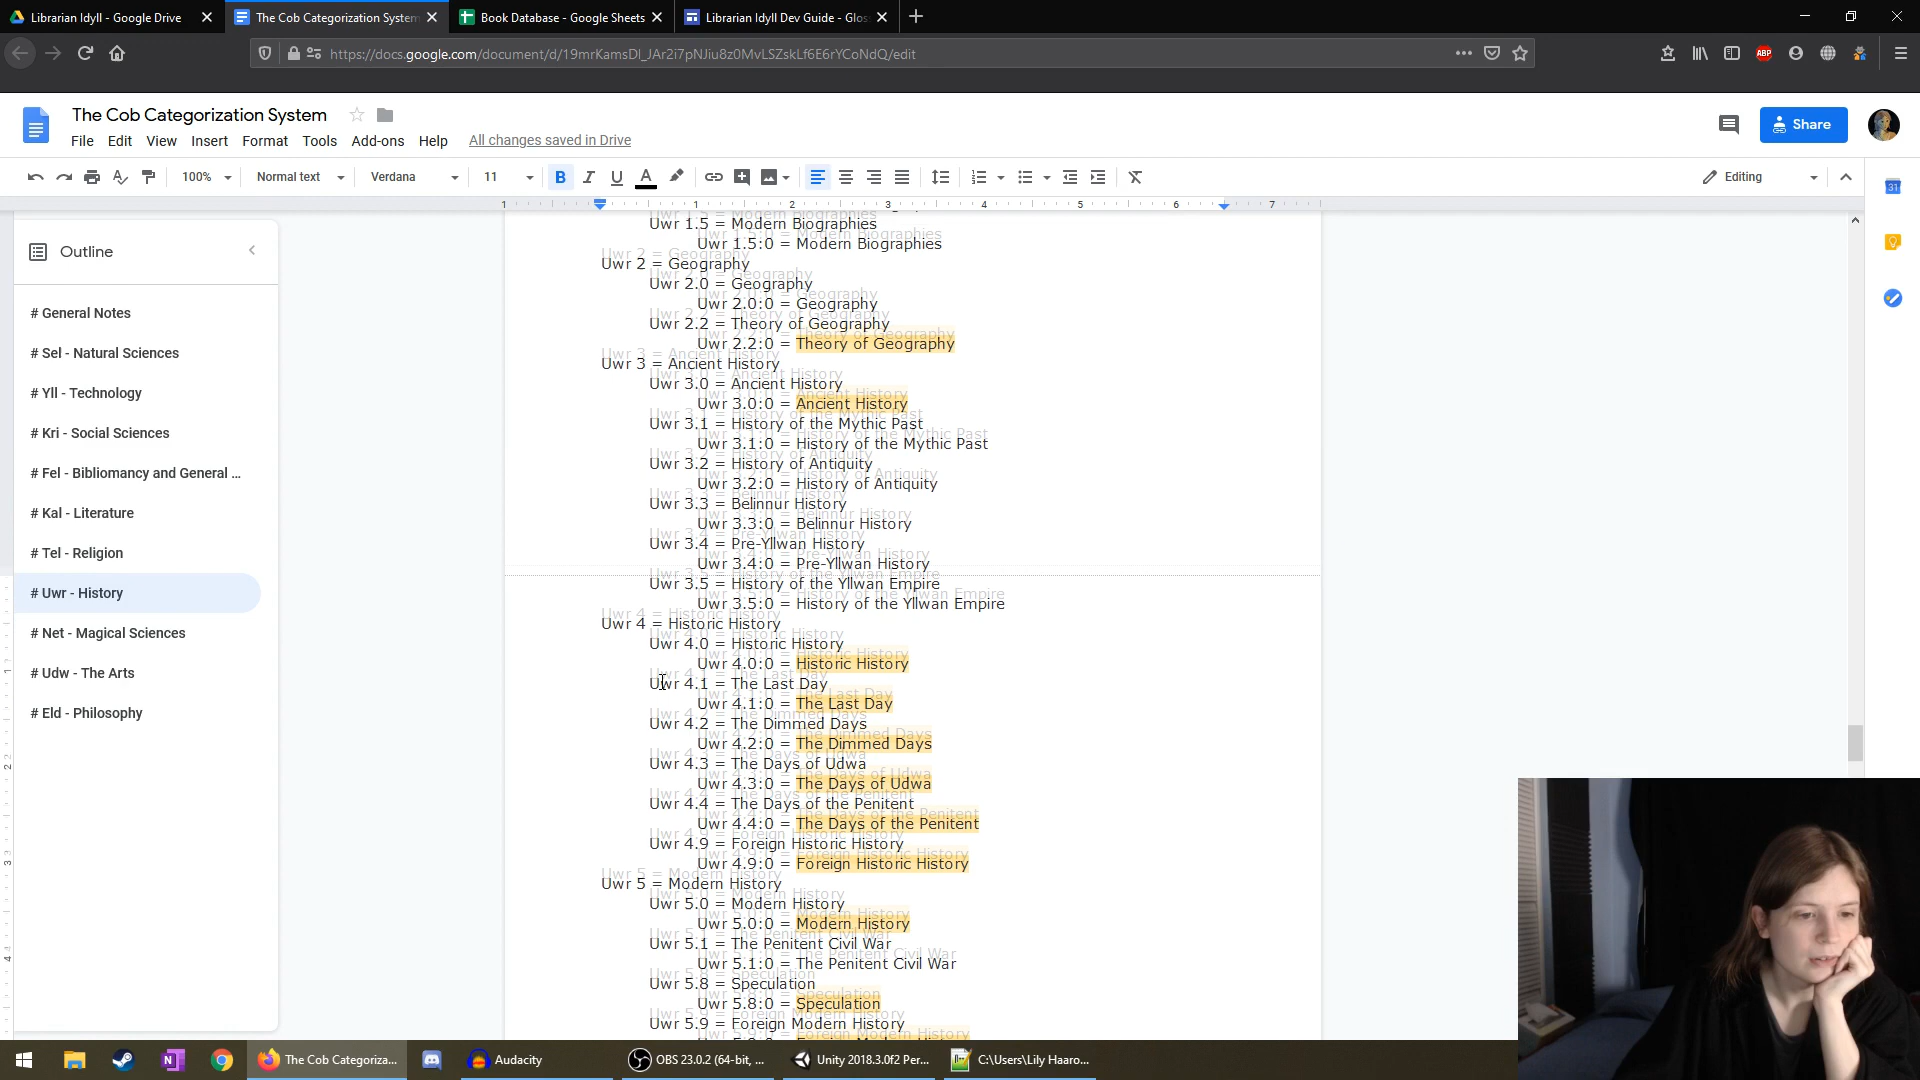 Librarian Idyll - Google Drive
The Cob Categorization System
Book Database - Google Sheets
Librarian Idyll Dev Guide - Glos
https://docs.google.com/document/d/19mrKamsDl_JAr2i7pNJiu8z0MvLSZskLf6E6rYCoNdQ/edit
ABP
The Cob Categorization System
File Edit View Insert Format Tools Add-ons Help All changes saved in Drive
Share
100% Normal text Verdana 11 B I U A Editing
31
1 1 2 3 4 5 6 7
Outline
# General Notes
# Sel - Natural Sciences
# Yll - Technology
# Kri - Social Sciences
# Fel - Bibliomancy and General ...
# Kal - Literature
# Tel - Religion
# Uwr - History
# Net - Magical Sciences
# Udw - The Arts
# Eld - Philosophy
Uwr 1.5 = Modern Biographies
Uwr 1.5:0 = Modern Biographies
Uwr 2 = Geography
Uwr 2.0 = Geography
Uwr 2.0:0 = Geography
Uwr 2.2 = Theory of Geography
Uwr 2.2:0 = Theory of Geography
Uwr 3 = Ancient History
Uwr 3.0 = Ancient History
Uwr 3.0:0 = Ancient History
Uwr 3.1 = History of the Mythic Past
Uwr 3.1:0 = History of the Mythic Past
Uwr 3.2 = History of Antiquity
Uwr 3.2:0 = History of Antiquity
Uwr 3.3 = Belinnur History
Uwr 3.3:0 = Belinnur History
Uwr 3.4 = Pre-Yllwan History
Uwr 3.4:0 = Pre-Yllwan History
Uwr 3.5 = History of the Yllwan Empire
Uwr 3.5:0 = History of the Yllwan Empire
Uwr 4 = Historic History
Uwr 4.0 = Historic History
Uwr 4.0:0 = Historic History
Uwr 4.1 = The Last Day
Uwr 4.1:0 = The Last Day
Uwr 4.2 = The Dimmed Days
Uwr 4.2:0 = The Dimmed Days
Uwr 4.3 = The Days of Udwa
Uwr 4.3:0 = The Days of Udwa
Uwr 4.4 = The Days of the Penitent
Uwr 4.4:0 = The Days of the Penitent
Uwr 4.9 = Foreign Historic History
Uwr 4.9:0 = Foreign Historic History
Uwr 5 = Modern History
Uwr 5.0 = Modern History
Uwr 5.0:0 = Modern History
Uwr 5.1 = The Penitent Civil War
Uwr 5.1:0 = The Penitent Civil War
Uwr 5.8 = Speculation
Uwr 5.8:0 = Speculation
Uwr 5.9 = Foreign Modern History
The Cob Categoriza...
Audacity
OBS 23.0.2 (64-bit, ...
Unity 2018.3.0f2 Per...
C:\Users\Lily Haaro...